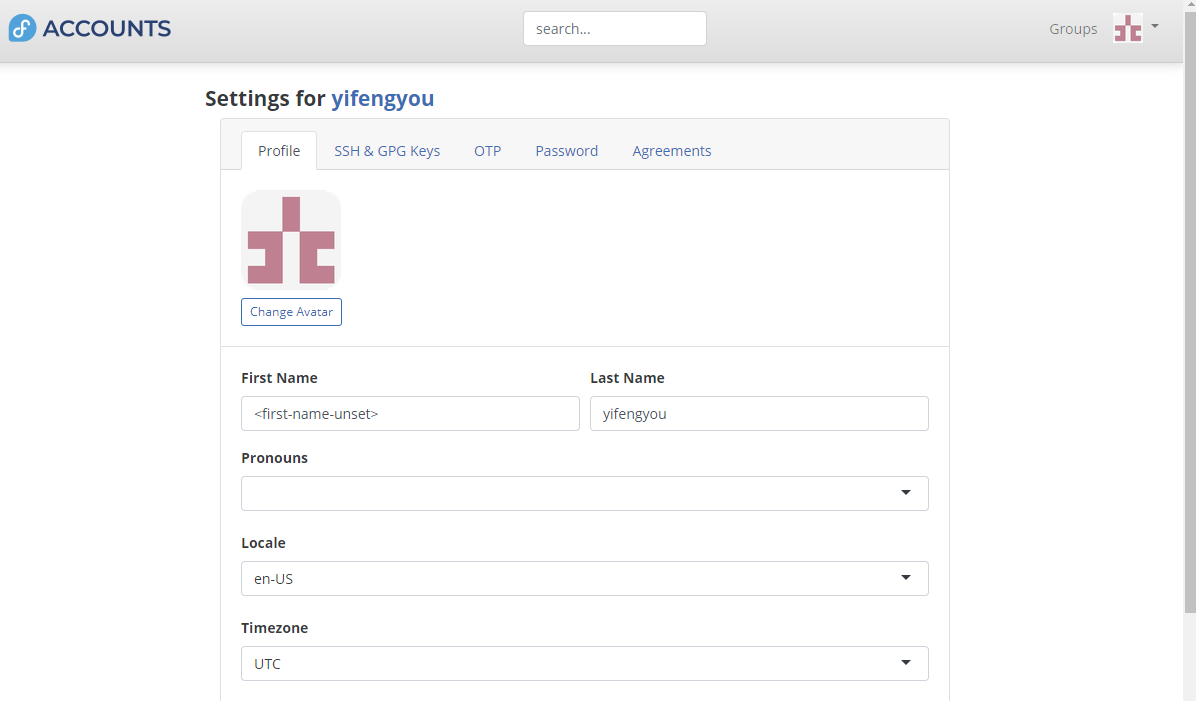 ACCOUNTS
search...
Groups
Settings for yifengyou
Profile SSH & GPG Keys OTP Password Agreements
Change Avatar
First Name Last Name
<first-name-unset> yifengyou
Pronouns
Locale
en-US
Timezone
UTC